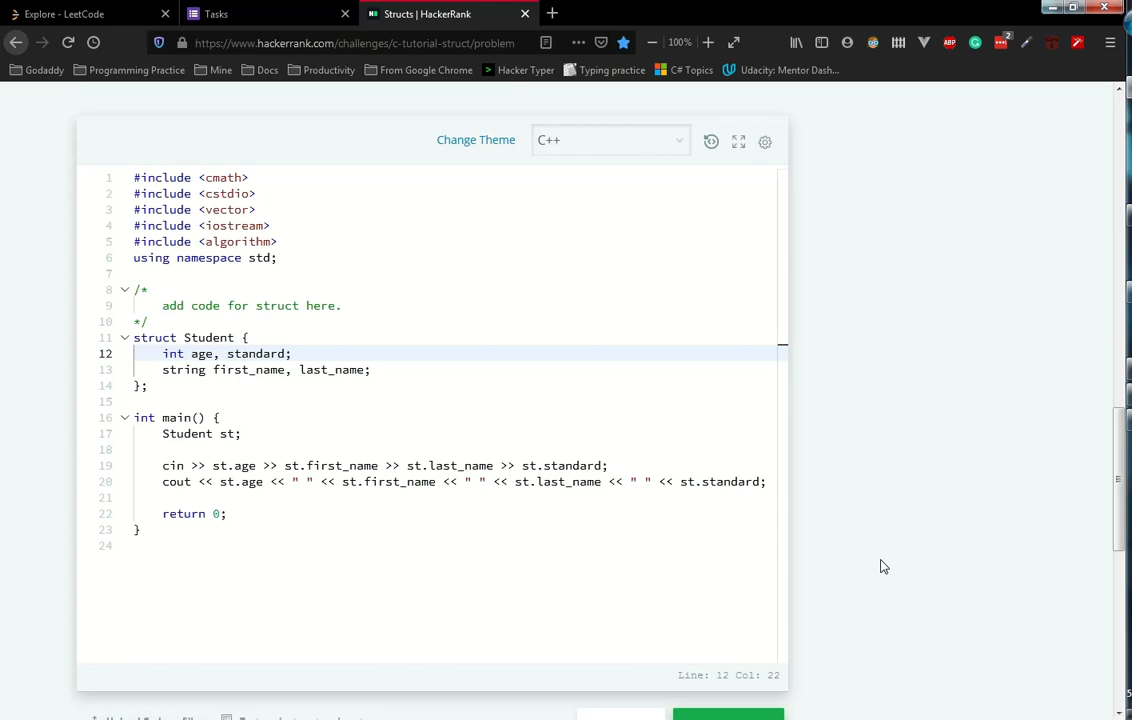 Explore - LeetCode
Tasks
Structs | HackerRank
https://www.hackerrank.com/challenges/c-tutorial-struct/problem
100%
2
ABP
Godaddy
Programming Practice
Mine
Docs
Productivity
From Google Chrome
Hacker Typer
Typing practice
C# Topics
Udacity: Mentor Dash...
Change Theme
C++
1 #include <cmath>
2 #include <cstdio>
3 #include <vector>
4 #include <iostream>
5 #include <algorithm>
6 using namespace std;
7
8 /*
9 add code for struct here.
10 */
11 struct Student {
12 int age, standard;
13 string first_name, last_name;
14 };
15
16 int main() {
17 Student st;
18
19 cin >> st.age >> st.first_name >> st.last_name >> st.standard;
20 cout << st.age << " " << st.first_name << " " << st.last_name << " " << st.standard;
21
22 return 0;
23 }
24
Line: 12 Col: 22